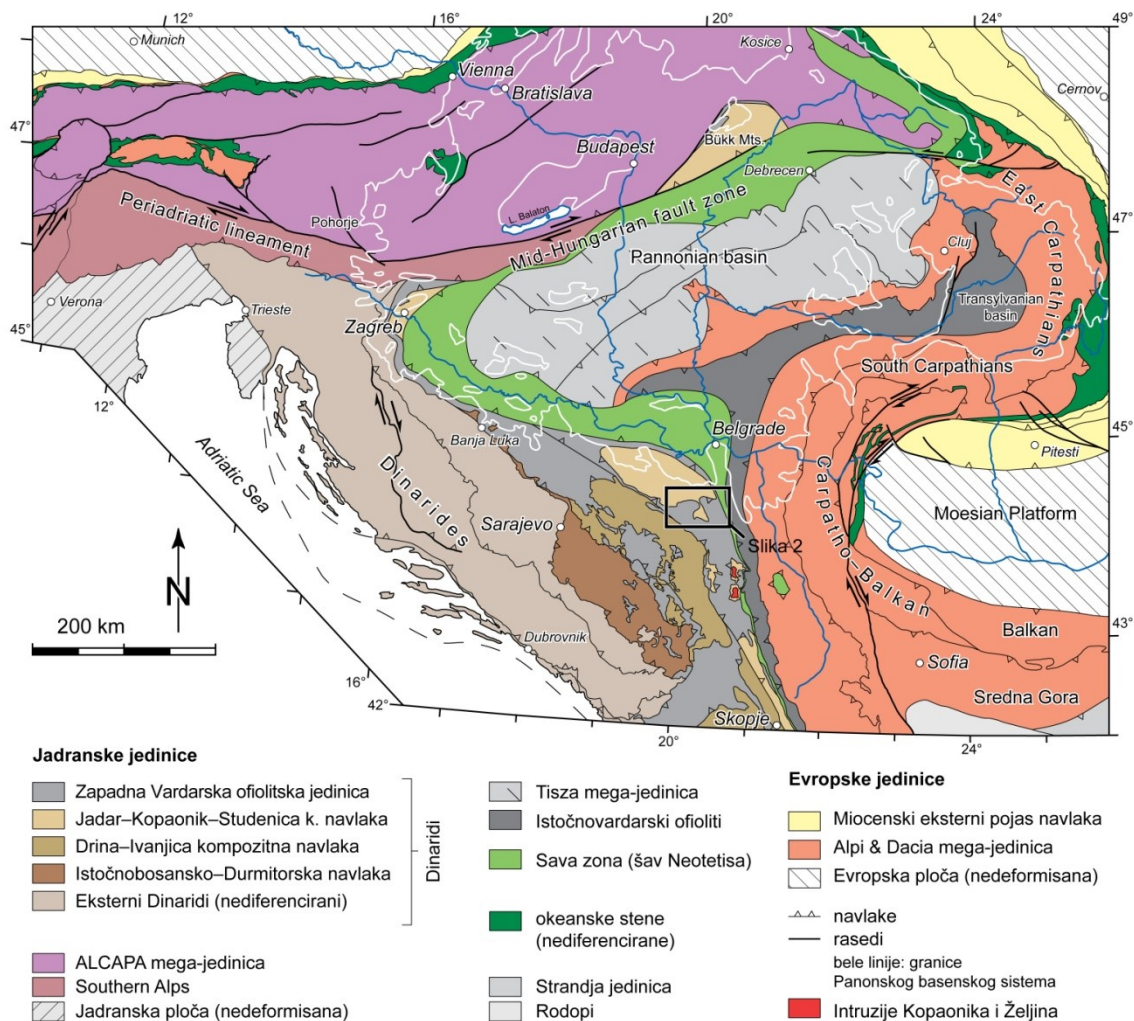 12°
16°
20°
24°
49°
Munich
Kosice
Vienna
Bratislava
Cernov
47°
Budapest
Bükk Mts.
Debrecen
East Carpathians
47°
Periadriatic lineament
Pohorje
L. Balaton
Mid-Hungarian fault zone
Pannonian basin
Cluj
Transylvanian
basin
Verona
Trieste
Zagreb
45°
South Carpathians
12°
Banja Luka
Belgrade
45°
Pitesti
Adriatic Sea
Dinarides
Sarajevo
Slika 2
Carpatho–Balkan
Moesian Platform
N
200 km
Dubrovnik
Balkan
43°
Sofia
Sredna Gora
16°
42°
Skopje
20°
22°
24°
Jadranske jedinice
Zapadna Vardarska ofiolitska jedinica
Jadar–Kopaonik–Studenica k. navlaka
Drina–Ivanjica kompozitna navlaka
Istočnobosansko–Durmitorska navlaka
Eksterni Dinaridi (nediferencirani)
Dinaridi
ALCAPA mega-jedinica
Southern Alps
Jadranska ploča (nedeformisana)
Tisza mega-jedinica
Istočnovardarski ofioliti
Sava zona (šav Neotetisa)
okeanske stene
(nediferencirane)
Strandja jedinica
Rodopi
Evropske jedinice
Miocenski eksterni pojas navlaka
Alpi & Dacia mega-jedinica
Evropska ploča (nedeformisana)
navlake
rasedi
bele linije: granice
Panonskog basenskog sistema
Intruzije Kopaonika i Željina